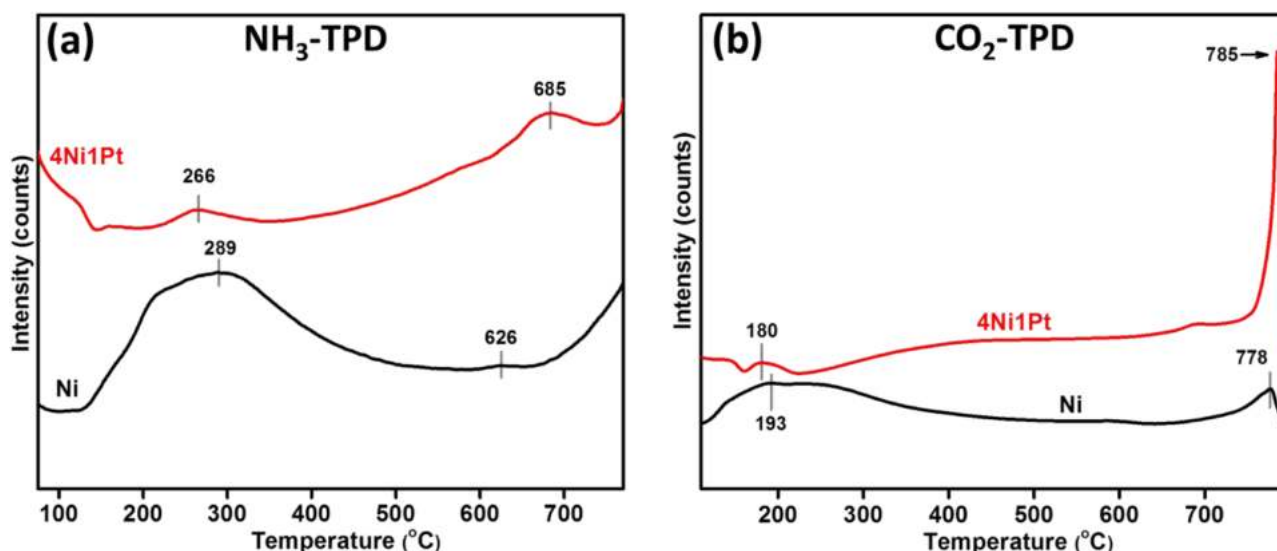 (a) NH₃-TPD
685
4Ni1Pt
266
289
626
Ni
Intensity (counts)
100 200 300 400 500 600 700
Temperature (°C)
(b) CO₂-TPD
785
4Ni1Pt
180
778
193
Ni
Intensity (counts)
200 300 400 500 600 700
Temperature (°C)